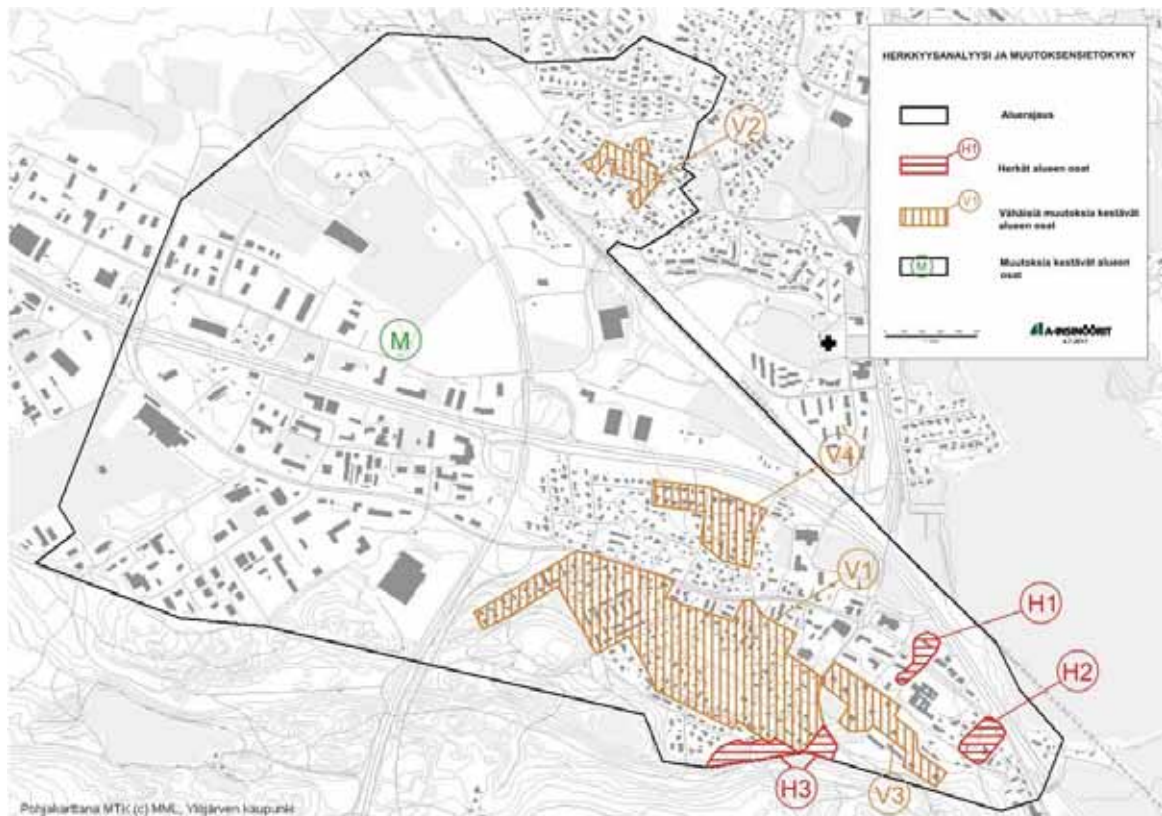 HERKKYYSANALYYSI JA MUUTOKSENSIETOKYKY
Aluerajaus
H1
Herkät alueen osat
V1
Vähäisiä muutoksia kestävät
alueen osat
M
Muutoksia kestävät alueen
osat
A-INSINÖÖRIT
V2
M
V4
V1
H1
H2
H3
V3
Pohjakarttana MTK (c) MML, Ylöjärven kaupunki